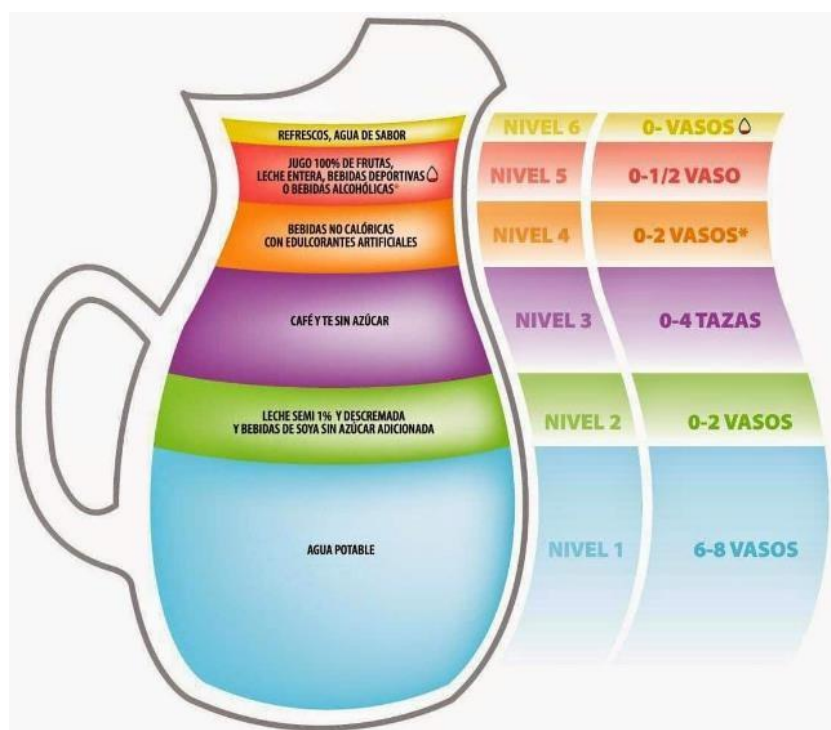 REFRESCOS, AGUA DE SABOR
NIVEL 6
0- VASOS
JUGO 100% DE FRUTAS,
LECHE ENTERA, BEBIDAS DEPORTIVAS
O BEBIDAS ALCOHÓLICAS*
NIVEL 5
0-1/2 VASO
BEBIDAS NO CALÓRICAS
CON EDULCORANTES ARTIFICIALES
NIVEL 4
0-2 VASOS*
CAFÉ Y TE SIN AZÚCAR
NIVEL 3
0-4 TAZAS
LECHE SEMI 1% Y DESCREMADA
Y BEBIDAS DE SOYA SIN AZÚCAR ADICIONADA
NIVEL 2
0-2 VASOS
AGUA POTABLE
NIVEL 1
6-8 VASOS